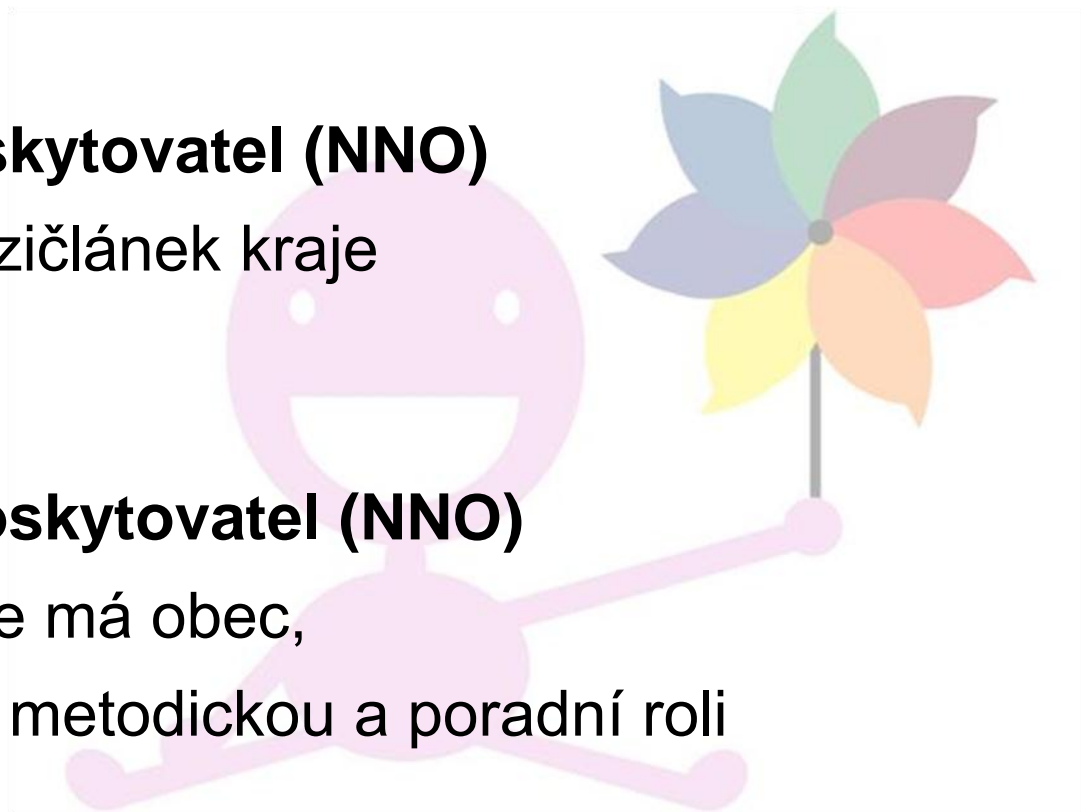 skytovatel (NNO)
zičlánek kraje
oskytovatel (NNO)
e má obec,
metodickou a poradní roli